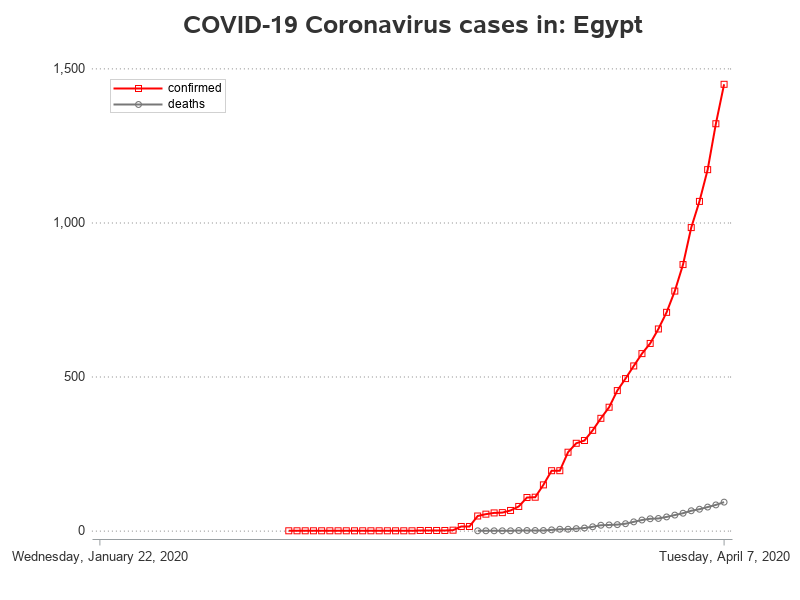 COVID-19 Coronavirus cases in: Egypt
1,500
confirmed
deaths
1,000
500
0
Wednesday, January 22, 2020
Tuesday, April 7, 2020